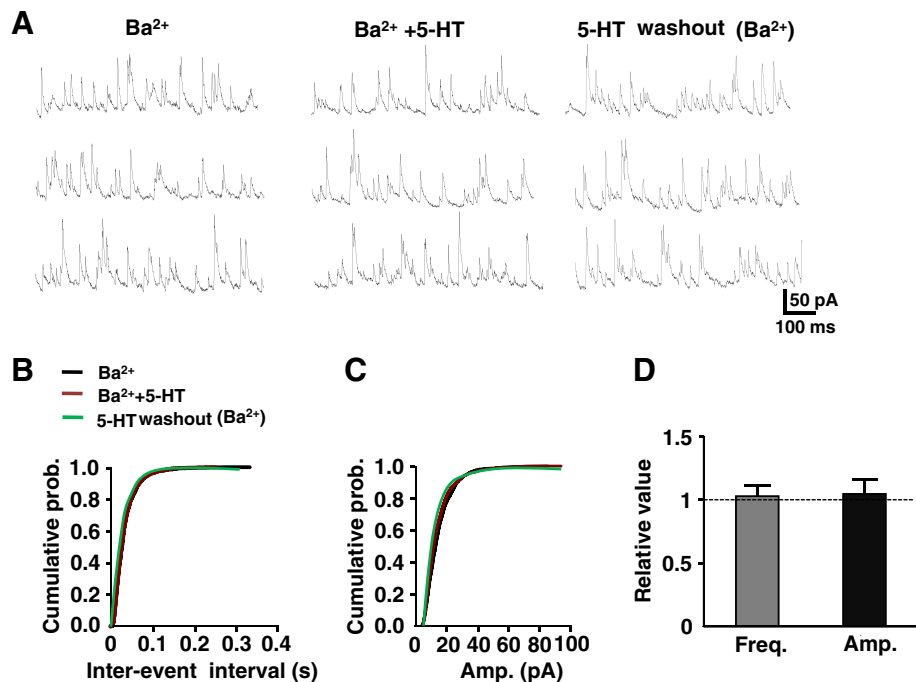 A
Ba²⁺
Ba²⁺ +5-HT
5-HT washout (Ba²⁺)
50 pA
100 ms
B
Ba²⁺
Ba²⁺+5-HT
5-HT washout (Ba²⁺)
Cumulative prob.
1.0
0.8
0.6
0.4
0.2
0.0
0 0.1 0.2 0.3 0.4
Inter-event interval (s)
C
Cumulative prob.
1.0
0.8
0.6
0.4
0.2
0.0
0 20 40 60 80 100
Amp. (pA)
D
Relative value
1.5
1
0.5
0
Freq. Amp.